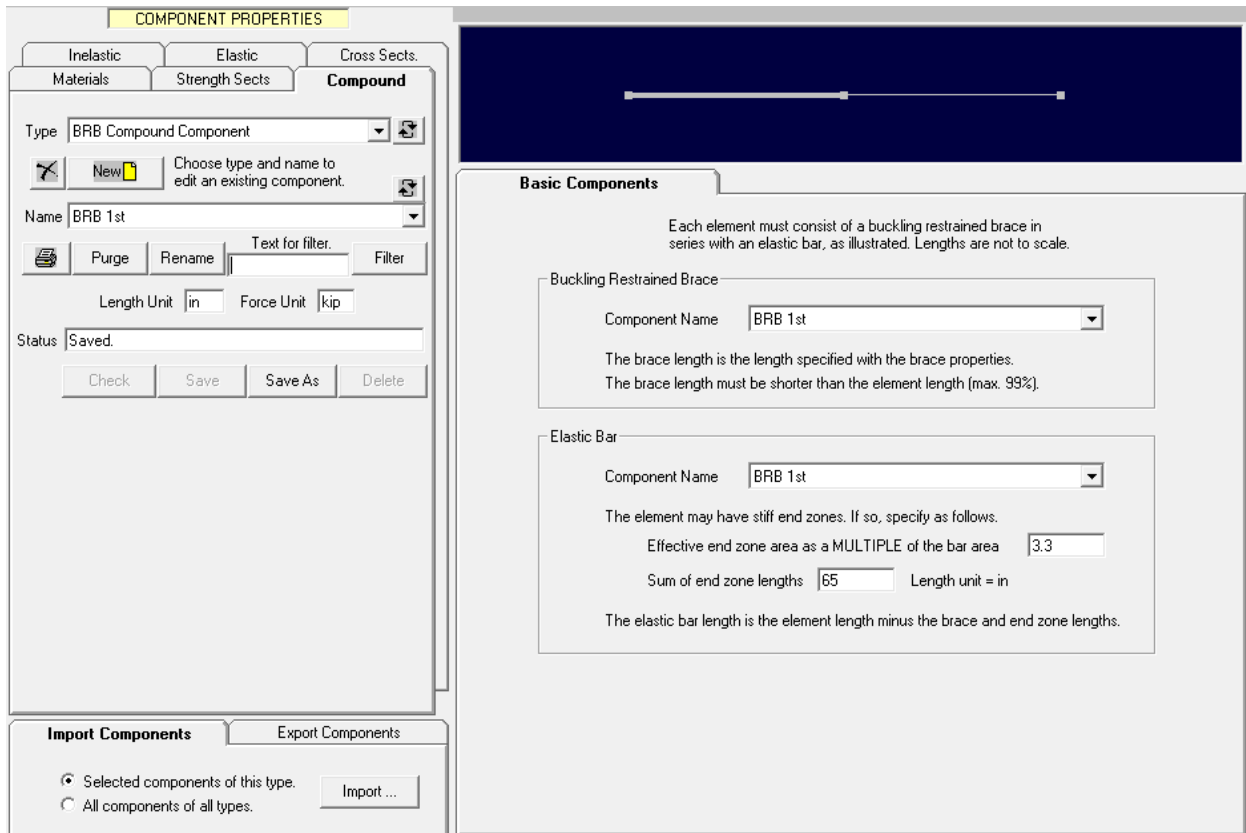 COMPONENT PROPERTIES
Inelastic Elastic Cross Sects.
Materials Strength Sects Compound
Type BRB Compound Component
New Choose type and name to
edit an existing component.
Name BRB 1st
Text for filter.
Purge Rename Filter
Length Unit in Force Unit kip
Status Saved.
Check Save Save As Delete
Import Components Export Components
Selected components of this type.
All components of all types.
Import ...
Basic Components
Each element must consist of a buckling restrained brace in
series with an elastic bar, as illustrated. Lengths are not to scale.
Buckling Restrained Brace
Component Name BRB 1st
The brace length is the length specified with the brace properties.
The brace length must be shorter than the element length (max. 99%).
Elastic Bar
Component Name BRB 1st
The element may have stiff end zones. If so, specify as follows.
Effective end zone area as a MULTIPLE of the bar area 3.3
Sum of end zone lengths 65 Length unit = in
The elastic bar length is the element length minus the brace and end zone lengths.